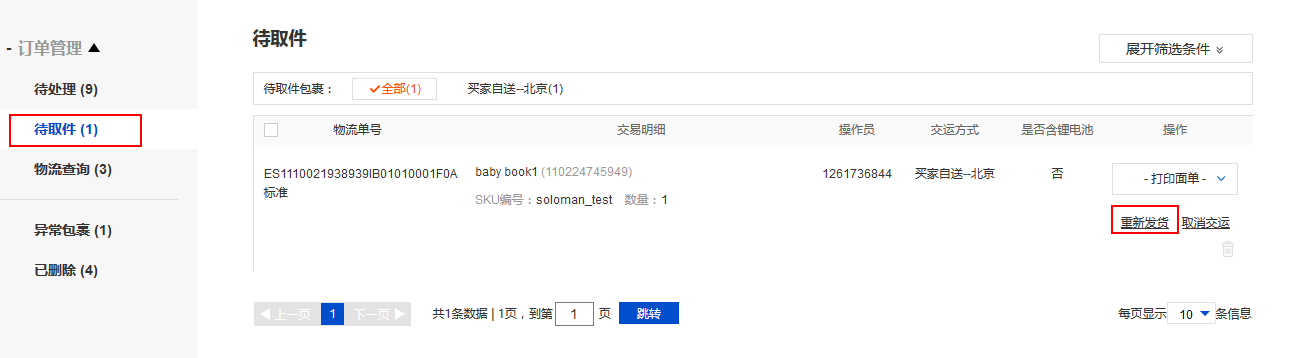 - 订单管理 ▲
待处理 (9)
待取件 (1)
物流查询 (3)
异常包裹 (1)
已删除 (4)
待取件
展开筛选条件
待取件包裹：
全部(1)
买家自送--北京(1)
物流单号
交易明细
操作员
交运方式
是否含锂电池
操作
ES1110021938939IB01010001F0A
标准
baby book1 (110224745949)
SKU编号：soloman_test 数量：1
1261736844
买家自送--北京
否
- 打印面单 -
重新发货 取消交运
◀ 上一页 1 下一页 ▶
共1条数据 | 1页，到第 1 页 跳转
每页显示 10 条信息